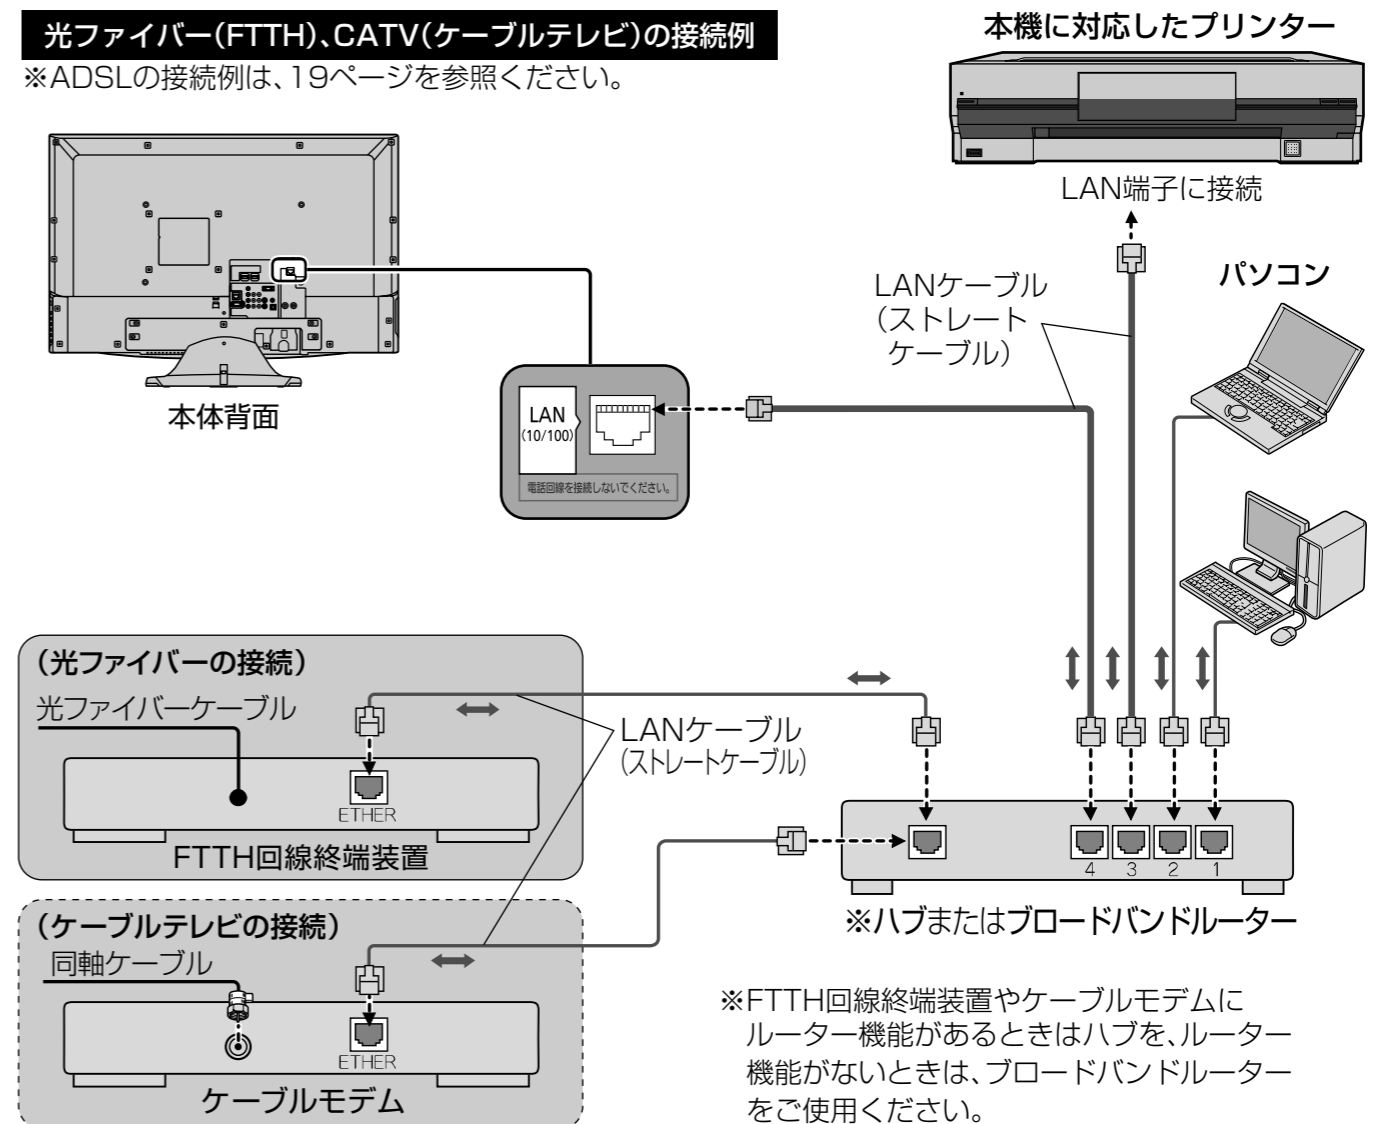 光ファイバー(FTTH)、CATV(ケーブルテレビ)の接続例
※ADSLの接続例は、19ページを参照ください。
本機に対応したプリンター
LAN端子に接続
LANケーブル
(ストレート
ケーブル)
パソコン
本体背面
LAN
(10/100)
電話回線を接続しないでください。
(光ファイバーの接続)
光ファイバーケーブル
ETHER
FTTH回線終端装置
LANケーブル
(ストレートケーブル)
4 3 2 1
※ハブまたはブロードバンドルーター
(ケーブルテレビの接続)
同軸ケーブル
ETHER
ケーブルモデム
※FTTH回線終端装置やケーブルモデムに
ルーター機能があるときはハブを、ルーター
機能がないときは、ブロードバンドルーター
をご使用ください。